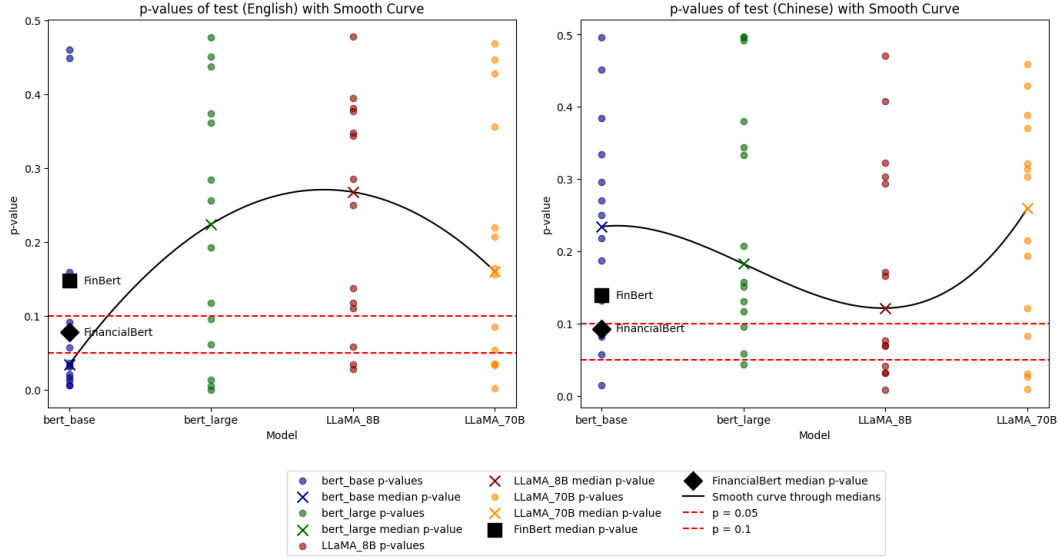 p-values of test (English) with Smooth Curve
0.5
0.4
0.3
0.2
0.1
0.0
p-value
FinBert
FinancialBert
bert_base
bert_large
LLaMA_8B
LLaMA_70B
Model
p-values of test (Chinese) with Smooth Curve
0.5
0.4
0.3
0.2
0.1
0.0
p-value
FinBert
FinancialBert
bert_base
bert_large
LLaMA_8B
LLaMA_70B
Model
bert_base p-values
bert_base median p-value
bert_large p-values
bert_large median p-value
LLaMA_8B p-values
LLaMA_8B median p-value
LLaMA_70B p-values
LLaMA_70B median p-value
FinBert median p-value
FinancialBert median p-value
Smooth curve through medians
p = 0.05
p = 0.1